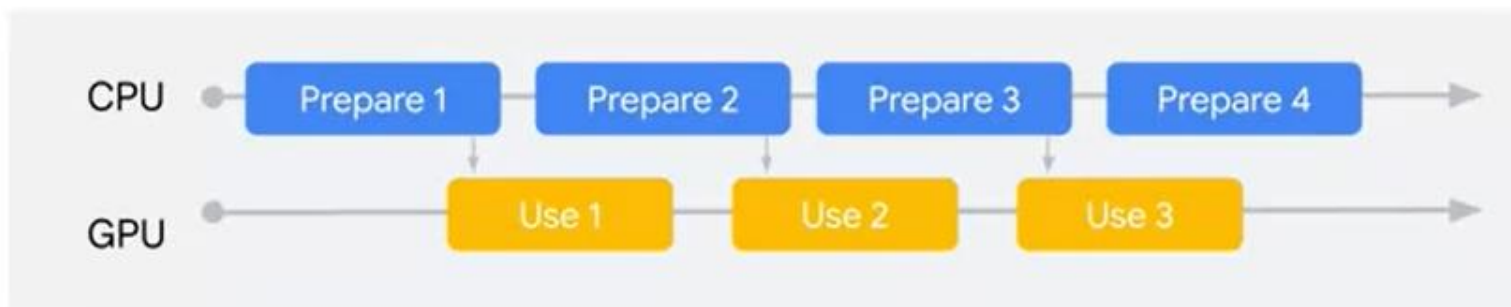 CPU
Prepare 1
Prepare 2
Prepare 3
Prepare 4
GPU
Use 1
Use 2
Use 3